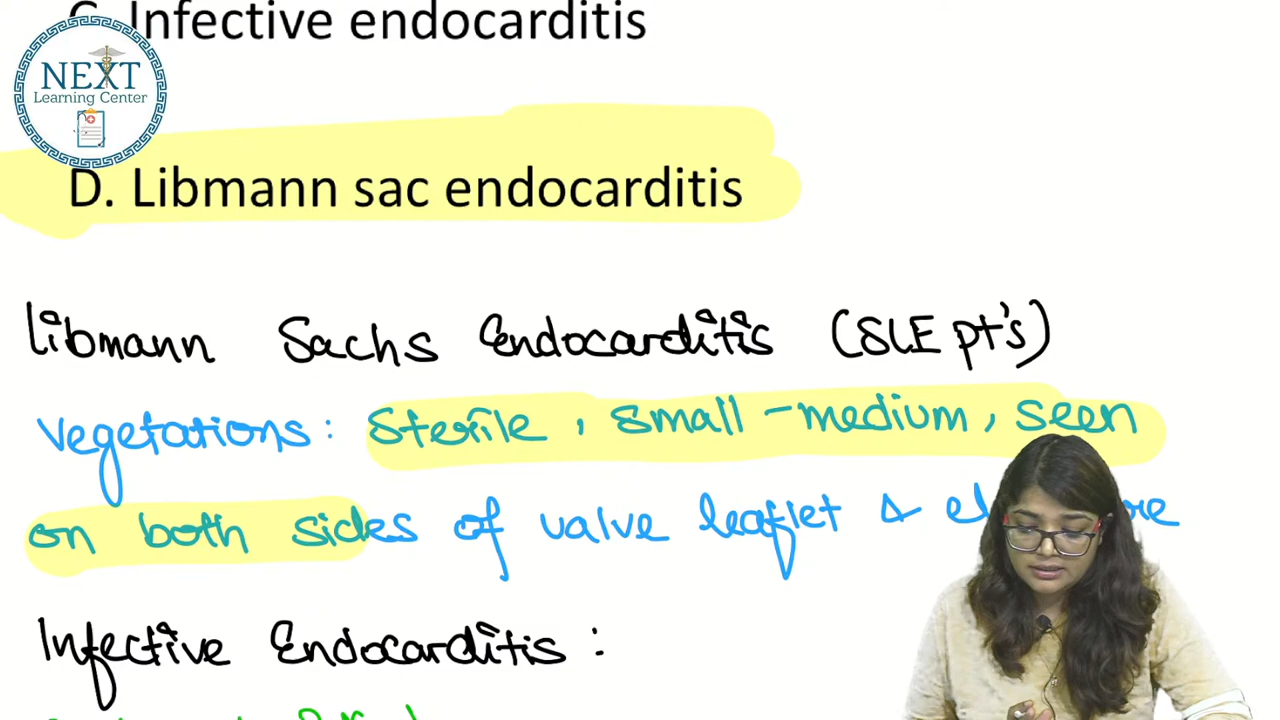 C. Infective endocarditis
NEXT
Learning Center
D. Libmann sac endocarditis
Libmann Sachs Endocarditis (SLE pt's)
Vegetations: Sterile, small-medium, seen
on both sides of valve leaflet &
Infective Endocarditis: